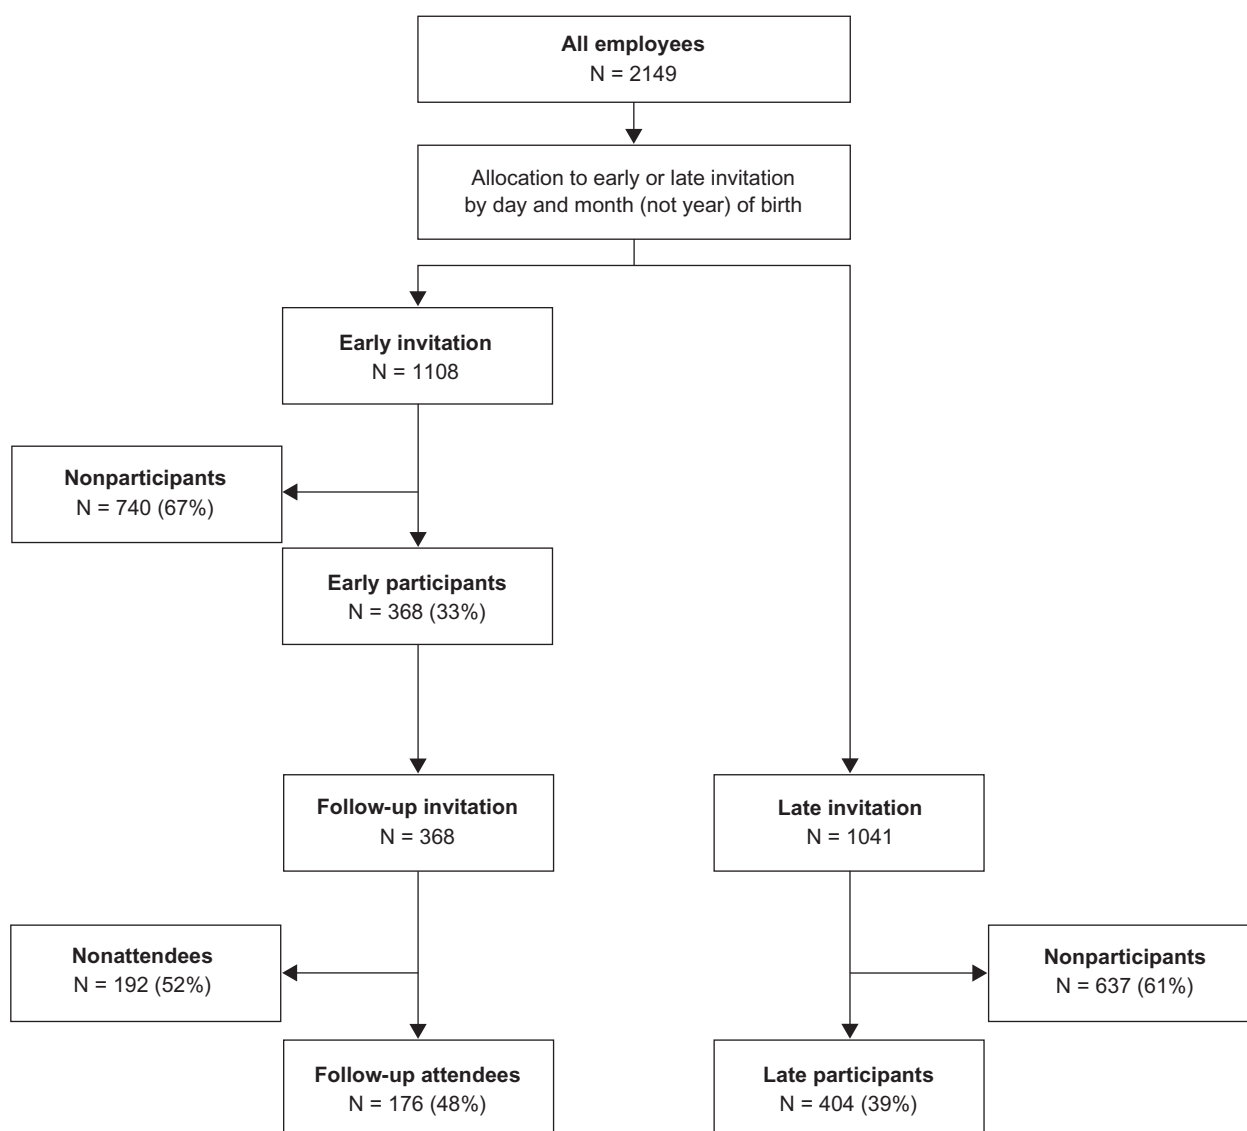 All employees
N = 2149
Allocation to early or late invitation
by day and month (not year) of birth
Early invitation
N = 1108
Nonparticipants
N = 740 (67%)
Early participants
N = 368 (33%)
Follow-up invitation
N = 368
Late invitation
N = 1041
Nonattendees
N = 192 (52%)
Nonparticipants
N = 637 (61%)
Follow-up attendees
N = 176 (48%)
Late participants
N = 404 (39%)